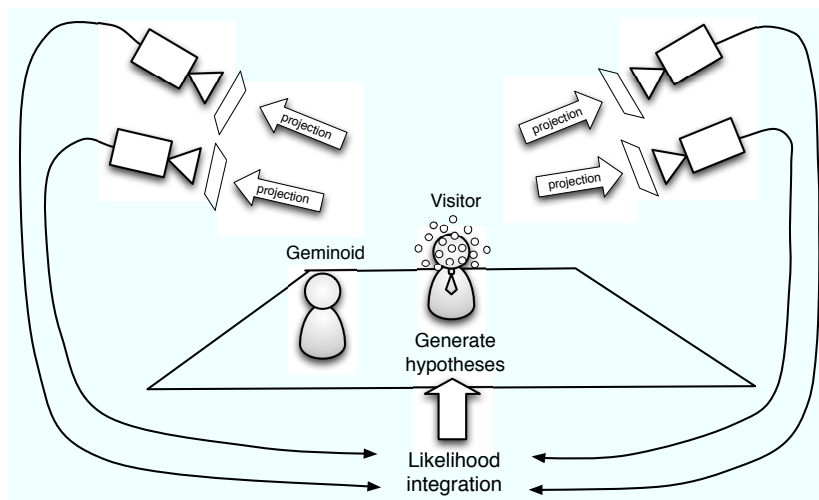 projection
projection
projection
projection
Visitor
Geminoid
Generate
hypotheses
Likelihood
integration